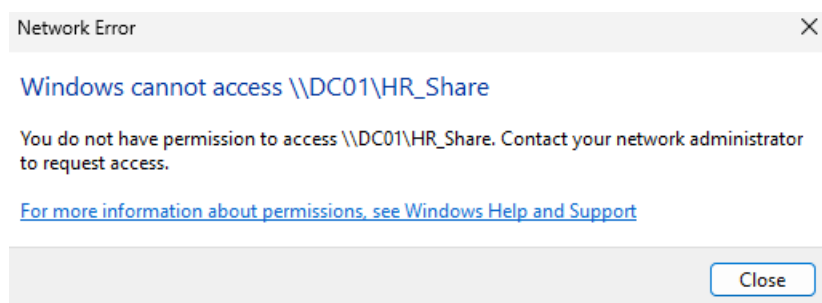 Network Error
Windows cannot access \\DC01\HR_Share
You do not have permission to access \\DC01\HR_Share. Contact your network administrator
to request access.
For more information about permissions, see Windows Help and Support
Close